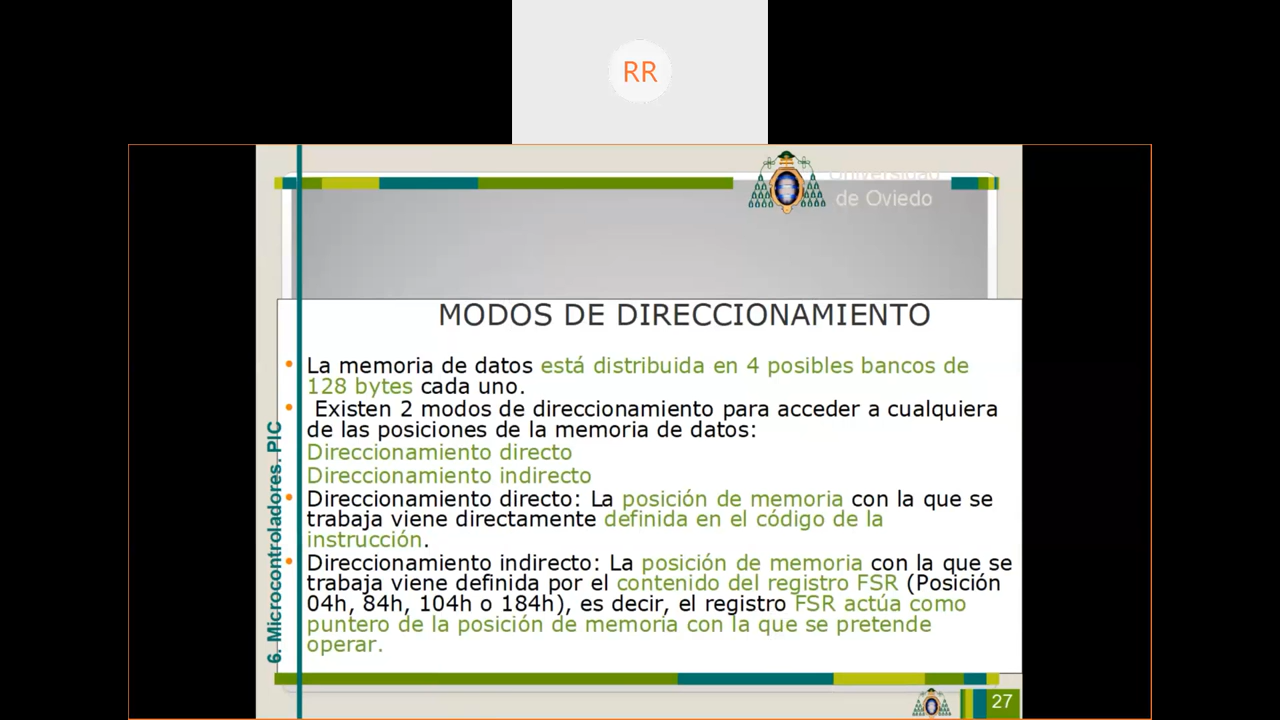 RR
Universidad
de Oviedo
MODOS DE DIRECCIONAMIENTO
• La memoria de datos está distribuida en 4 posibles bancos de
128 bytes cada uno.
• Existen 2 modos de direccionamiento para acceder a cualquiera
de las posiciones de la memoria de datos:
Direccionamiento directo
Direccionamiento indirecto
• Direccionamiento directo: La posición de memoria con la que se
trabaja viene directamente definida en el código de la
instrucción.
• Direccionamiento indirecto: La posición de memoria con la que se
trabaja viene definida por el contenido del registro FSR (Posición
04h, 84h, 104h o 184h), es decir, el registro FSR actúa como
puntero de la posición de memoria con la que se pretende
operar.
6. Microcontroladores. PIC
27